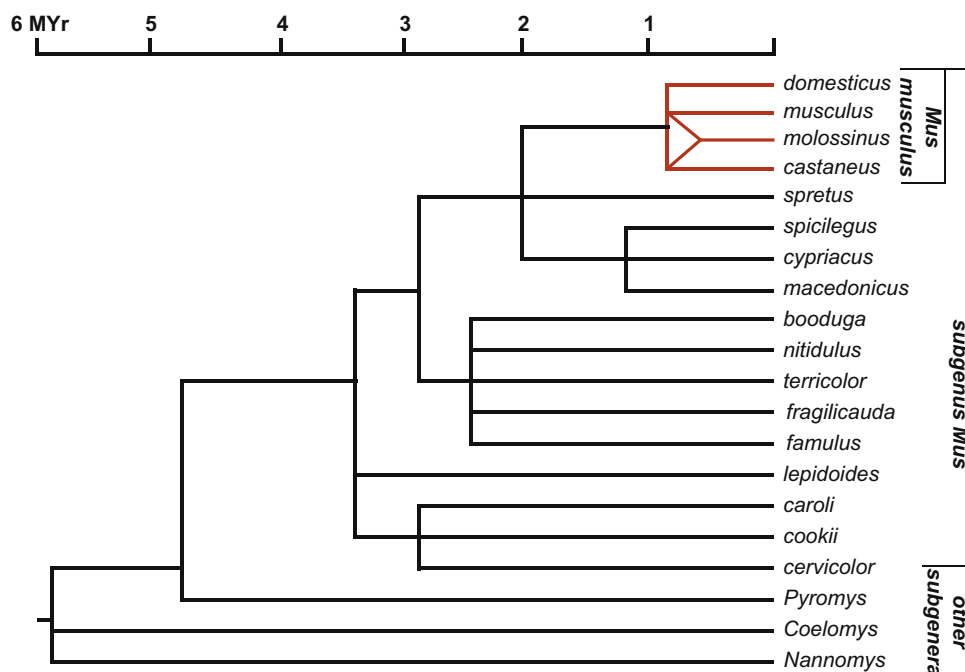 6 MYr 5 4 3 2 1
domesticus
musculus
molossinus
castaneus
spretus
spicilegus
cypriacus
macedonicus
booduga
nitidulus
terricolor
fragilicauda
famulus
lepidoides
caroli
cookii
cervicolor
Pyromys
Coelomys
Nannomys
Mus
musculus
subgenus Mus
other
subgenera